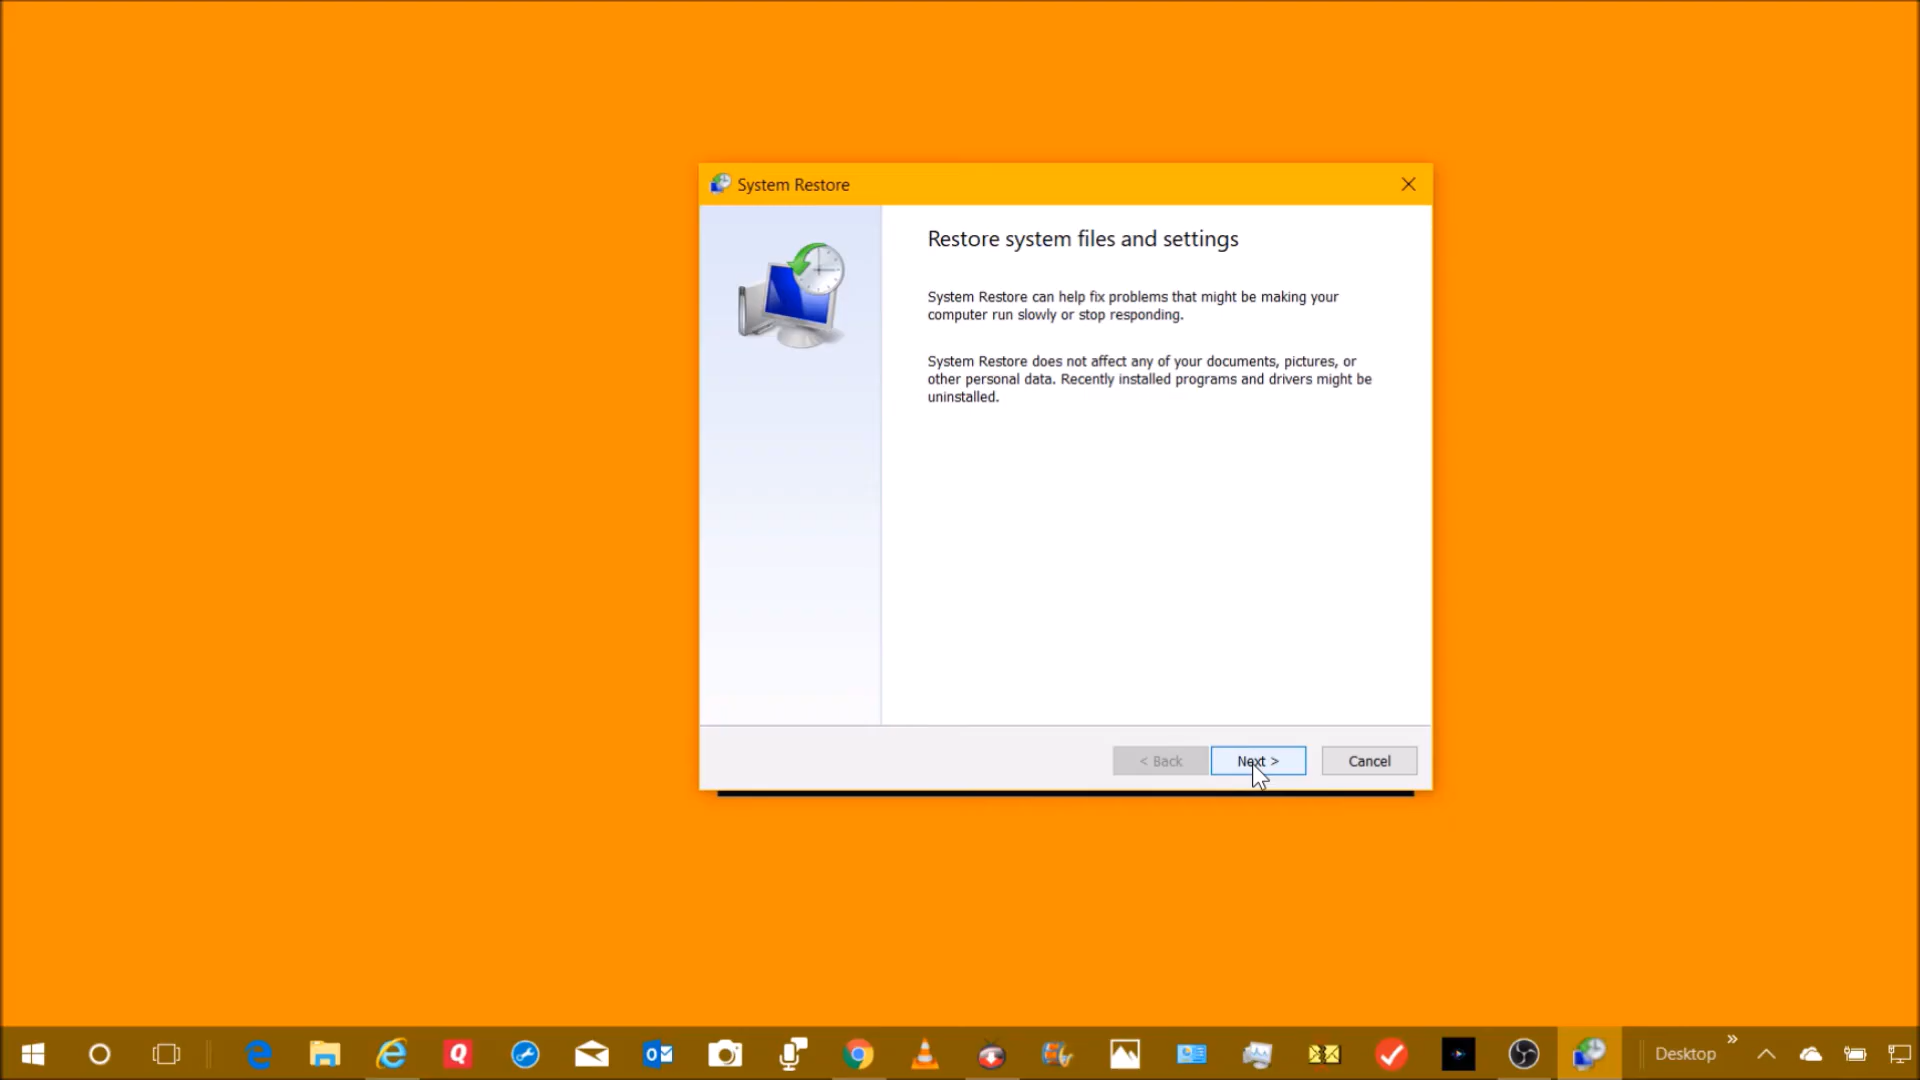 System Restore
Restore system files and settings
System Restore can help fix problems that might be making your
computer run slowly or stop responding.
System Restore does not affect any of your documents, pictures, or
other personal data. Recently installed programs and drivers might be
uninstalled.
< Back
Next >
Cancel
Desktop